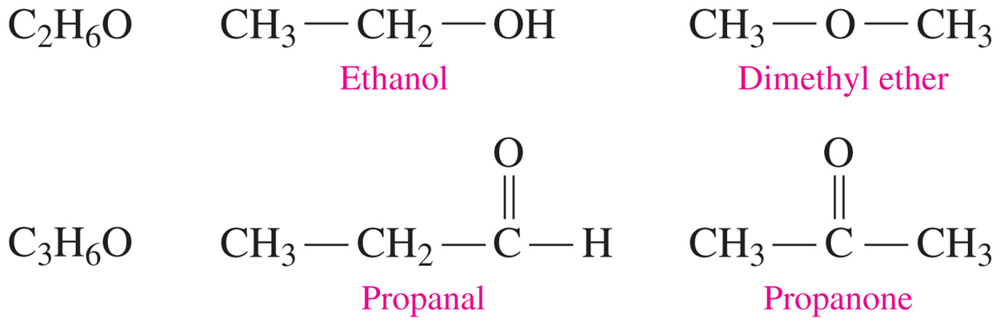 C₂H₆O CH₃—CH₂—OH CH₃—O—CH₃
Ethanol Dimethyl ether
O O
C₃H₆O CH₃—CH₂—C—H CH₃—C—CH₃
Propanal Propanone